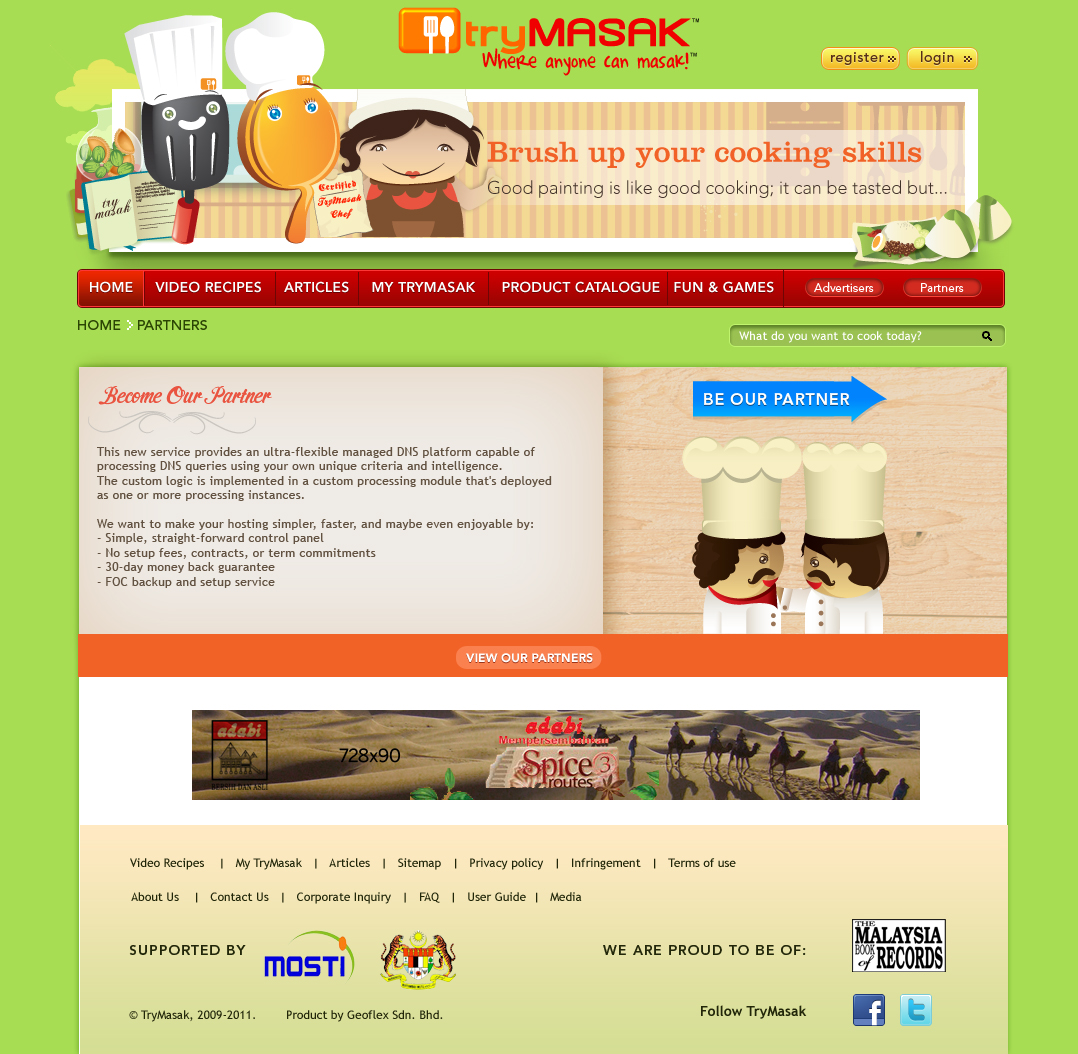 tryMASAK™
Where anyone can masak!™
register
login
Brush up your cooking skills
Good painting is like good cooking; it can be tasted but...
try
masak
Certified
TryMasak
Chef
HOME
VIDEO RECIPES
ARTICLES
MY TRYMASAK
PRODUCT CATALOGUE
FUN & GAMES
Advertisers
Partners
HOME
PARTNERS
What do you want to cook today?
Become Our Partner
BE OUR PARTNER
This new service provides an ultra-flexible managed DNS platform capable of
processing DNS queries using your own unique criteria and intelligence.
The custom logic is implemented in a custom processing module that's deployed
as one or more processing instances.
We want to make your hosting simpler, faster, and maybe even enjoyable by:
- Simple, straight-forward control panel
- No setup fees, contracts, or term commitments
- 30-day money back guarantee
- FOC backup and setup service
VIEW OUR PARTNERS
adabi
BERSIH DAN ASLI
728x90
adabi
Mempersembahkan
Spice
routes 3
Video Recipes | My TryMasak | Articles | Sitemap | Privacy policy | Infringement | Terms of use
About Us | Contact Us | Corporate Inquiry | FAQ | User Guide | Media
SUPPORTED BY
MOSTI
WE ARE PROUD TO BE OF:
THE
MALAYSIA
BOOK of RECORDS
© TryMasak, 2009-2011.
Product by Geoflex Sdn. Bhd.
Follow TryMasak
f
t